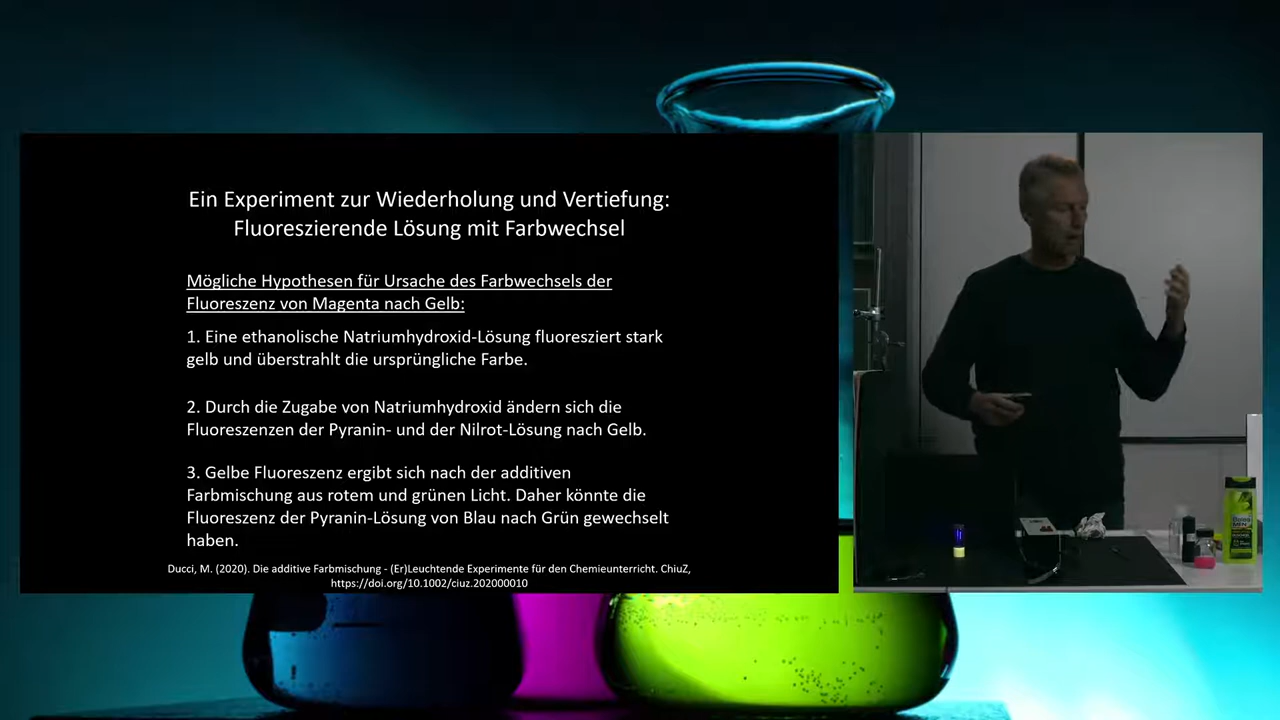 Ein Experiment zur Wiederholung und Vertiefung:
Fluoreszierende Lösung mit Farbwechsel
Mögliche Hypothesen für Ursache des Farbwechsels der
Fluoreszenz von Magenta nach Gelb:
1. Eine ethanolische Natriumhydroxid-Lösung fluoresziert stark
gelb und überstrahlt die ursprüngliche Farbe.
2. Durch die Zugabe von Natriumhydroxid ändern sich die
Fluoreszenzen der Pyranin- und der Nilrot-Lösung nach Gelb.
3. Gelbe Fluoreszenz ergibt sich nach der additiven
Farbmischung aus rotem und grünen Licht. Daher könnte die
Fluoreszenz der Pyranin-Lösung von Blau nach Grün gewechselt
haben.
Ducci, M. (2020). Die additive Farbmischung - (Er)Leuchtende Experimente für den Chemieunterricht. ChiuZ,
https://doi.org/10.1002/ciuz.202000010